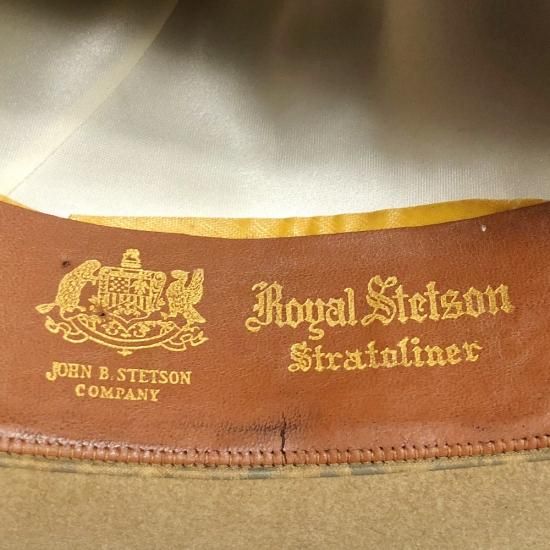 JOHN B. STETSON
COMPANY
Royal Stetson
Stratoliner